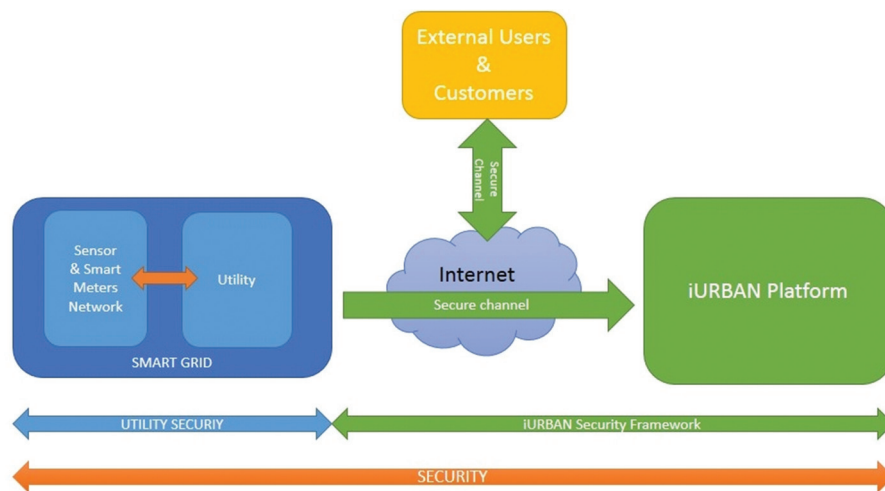 External Users
&
Customers
Secure
Channel
Sensor
& Smart
Meters
Network
Utility
SMART GRID
Internet
Secure channel
iURBAN Platform
UTILITY SECURIY
iURBAN Security Framework
SECURITY